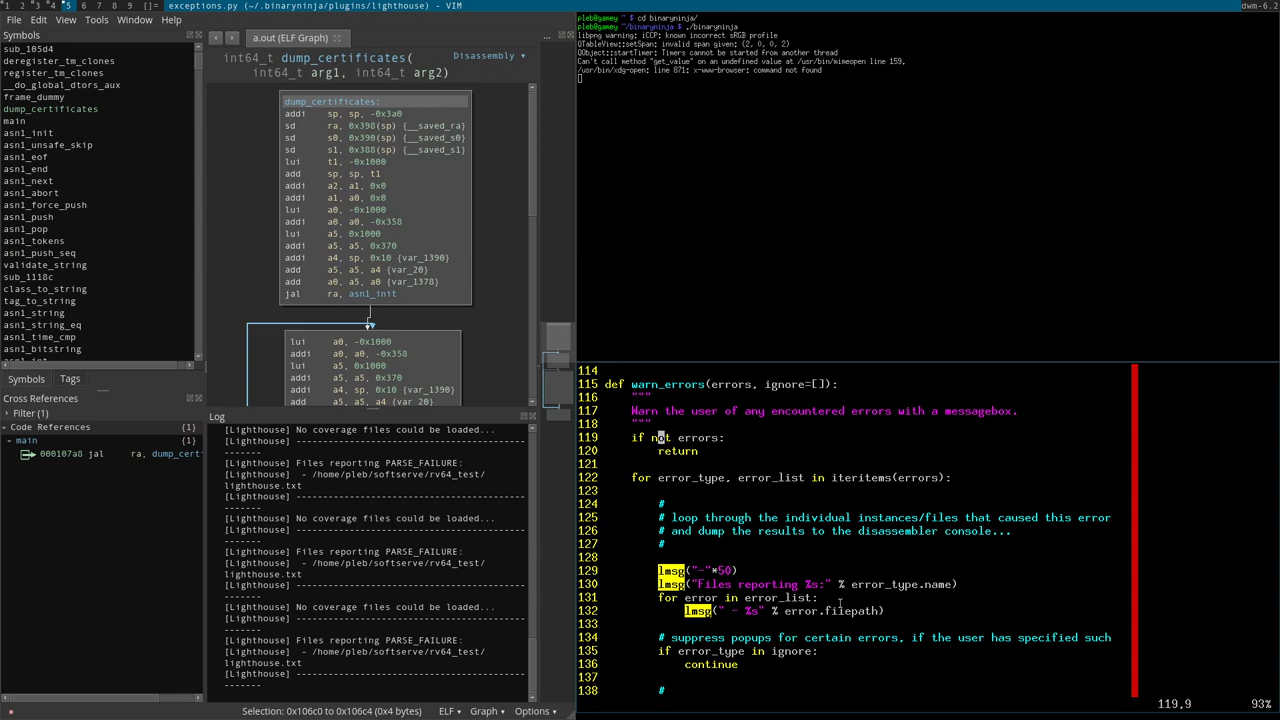 1 2 3 4 5 6 7 8 9 []= exceptions.py (~/.binaryninja/plugins/lighthouse) - VIM dwm-6.2
File Edit View Tools Window Help
Symbols
sub_105d4
deregister_tm_clones
register_tm_clones
__do_global_dtors_aux
frame_dummy
dump_certificates
main
asn1_init
asn1_unsafe_skip
asn1_eof
asn1_end
asn1_next
asn1_abort
asn1_force_push
asn1_push
asn1_pop
asn1_tokens
asn1_push_seq
validate_string
sub_1118c
class_to_string
tag_to_string
asn1_string
asn1_string_eq
asn1_time_cmp
asn1_bitstring
Symbols Tags
Cross References
Filter (1)
Code References {1}
main {1}
000107a8 jal ra, dump_cert
a.out (ELF Graph)
...
int64_t dump_certificates( Disassembly
int64_t arg1, int64_t arg2)
dump_certificates:
addi sp, sp, -0x3a0
sd ra, 0x398(sp) {__saved_ra}
sd s0, 0x390(sp) {__saved_s0}
sd s1, 0x388(sp) {__saved_s1}
lui t1, -0x1000
add sp, sp, t1
addi a2, a1, 0x0
addi a1, a0, 0x0
lui a0, -0x1000
addi a0, a0, -0x358
lui a5, 0x1000
addi a5, a5, 0x370
addi a4, sp, 0x10 {var_1390}
add a5, a5, a4 {var_20}
add a0, a5, a0 {var_1378}
jal ra, asn1_init
lui a0, -0x1000
addi a0, a0, -0x358
lui a5, 0x1000
addi a5, a5, 0x370
addi a4, sp, 0x10 {var_1390}
add a5, a5, a4 {var_20}
Log
[Lighthouse] No coverage files could be loaded...
[Lighthouse] -------------------------------------------
-------
[Lighthouse] Files reporting PARSE_FAILURE:
[Lighthouse]  - /home/pleb/softserve/rv64_test/
lighthouse.txt
[Lighthouse] -------------------------------------------
[Lighthouse] No coverage files could be loaded...
[Lighthouse] -------------------------------------------
-------
[Lighthouse] Files reporting PARSE_FAILURE:
[Lighthouse]  - /home/pleb/softserve/rv64_test/
lighthouse.txt
[Lighthouse] -------------------------------------------
[Lighthouse] No coverage files could be loaded...
[Lighthouse] -------------------------------------------
-------
[Lighthouse] Files reporting PARSE_FAILURE:
[Lighthouse]  - /home/pleb/softserve/rv64_test/
lighthouse.txt
[Lighthouse] -------------------------------------------
-------
Selection: 0x106c0 to 0x106c4 (0x4 bytes) ELF Graph Options
pleb@gamey ~ $ cd binaryninja/
pleb@gamey ~/binaryninja $ ./binaryninja
libpng warning: iCCP: known incorrect sRGB profile
QTableView::setSpan: invalid span given: (2, 0, 0, 2)
QObject::startTimer: Timers cannot be started from another thread
Can't call method "get_value" on an undefined value at /usr/bin/mimeopen line 159.
/usr/bin/xdg-open: line 871: x-www-browser: command not found
114
115 def warn_errors(errors, ignore=[]):
116 """
117 Warn the user of any encountered errors with a messagebox.
118 """
119 if not errors:
120 return
121
122 for error_type, error_list in iteritems(errors):
123
124 #
125 # loop through the individual instances/files that caused this error
126 # and dump the results to the disassembler console...
127 #
128
129 lmsg("-"*50)
130 lmsg("Files reporting %s:" % error_type.name)
131 for error in error_list:
132 lmsg(" - %s" % error.filepath)
133
134 # suppress popups for certain errors, if the user has specified such
135 if error_type in ignore:
136 continue
137
138 #
119,9 93%